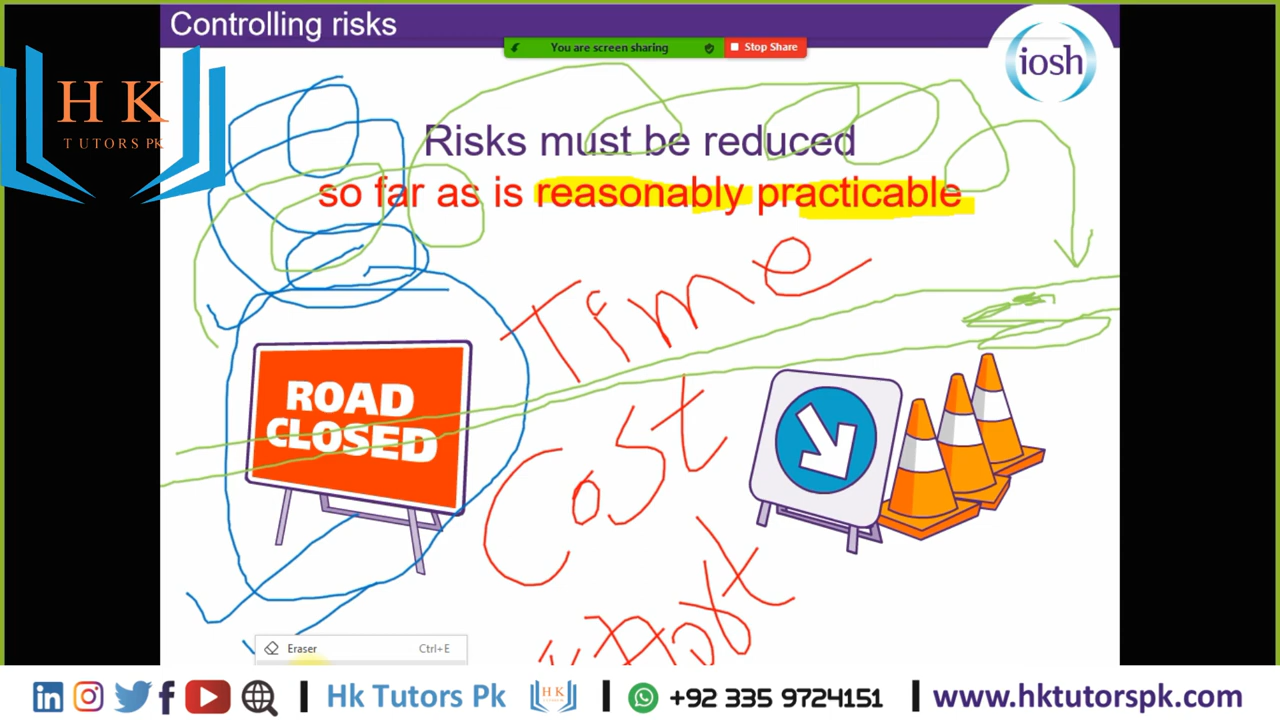 Controlling risks
You are screen sharing
Stop Share
iosh
H K
TUTORS PK
Risks must be reduced
so far as is reasonably practicable
Time
ROAD
CLOSED
Cost
Eraser Ctrl+E
Hk Tutors Pk
H K
+92 335 9724151
www.hktutorspk.com